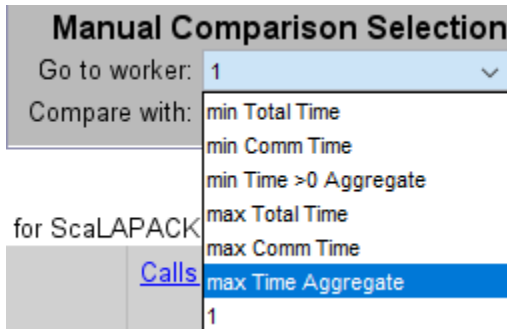 Manual Comparison Selection
Go to worker: 1
Compare with:
min Total Time
min Comm Time
min Time >0 Aggregate
max Total Time
max Comm Time
max Time Aggregate
1
for ScaLAPACK
Calls